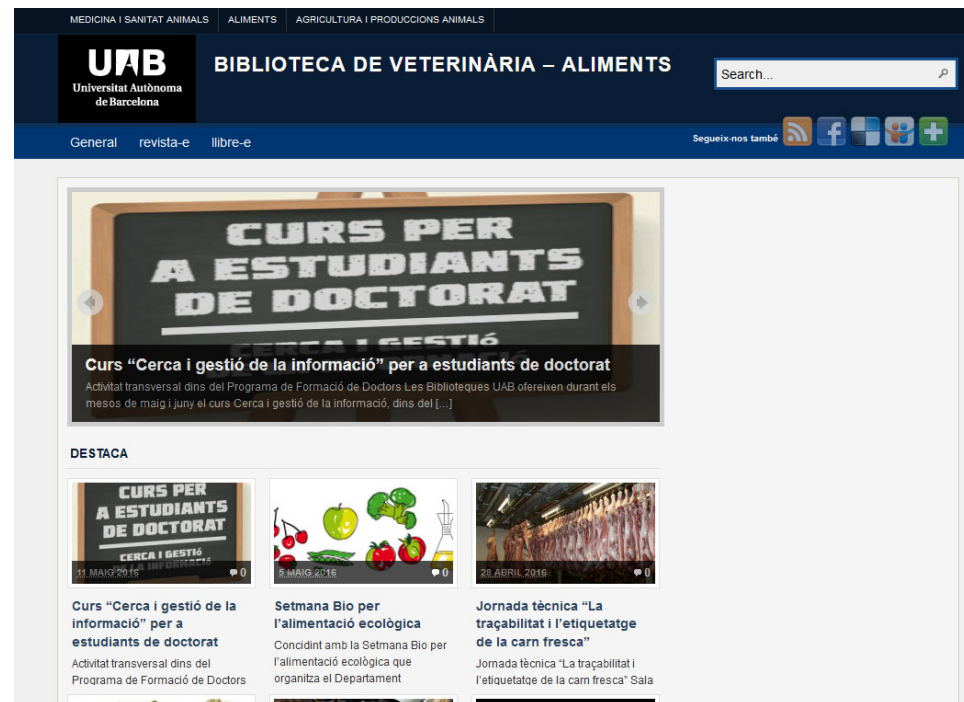 MEDICINA I SANITAT ANIMALS ALIMENTS AGRICULTURA I PRODUCCIONS ANIMALS
UAB
Universitat Autònoma
de Barcelona
BIBLIOTECA DE VETERINÀRIA – ALIMENTS
Search...
General revista-e llibre-e
Segueix-nos també
CURS PER
A ESTUDIANTS
DE DOCTORAT
CERCA I GESTIÓ
Curs “Cerca i gestió de la informació” per a estudiants de doctorat
Activitat transversal dins del Programa de Formació de Doctors Les Biblioteques UAB ofereixen durant els
mesos de maig i juny el curs Cerca i gestió de la informació, dins del [...]
DESTACA
CURS PER
A ESTUDIANTS
DE DOCTORAT
CERCA I GESTIÓ
DE LA INFORMACIÓ
11 MAIG 2016 0
5 MAIG 2016 0
28 ABRIL 2016 0
Curs “Cerca i gestió de la
informació” per a
estudiants de doctorat
Activitat transversal dins del
Programa de Formació de Doctors
Setmana Bio per
l’alimentació ecològica
Concidint amb la Setmana Bio per
l’alimentació ecològica que
organitza el Departament
Jornada tècnica “La
traçabilitat i l’etiquetatge
de la carn fresca”
Jornada tècnica “La traçabilitat i
l’etiquetatge de la carn fresca” Sala